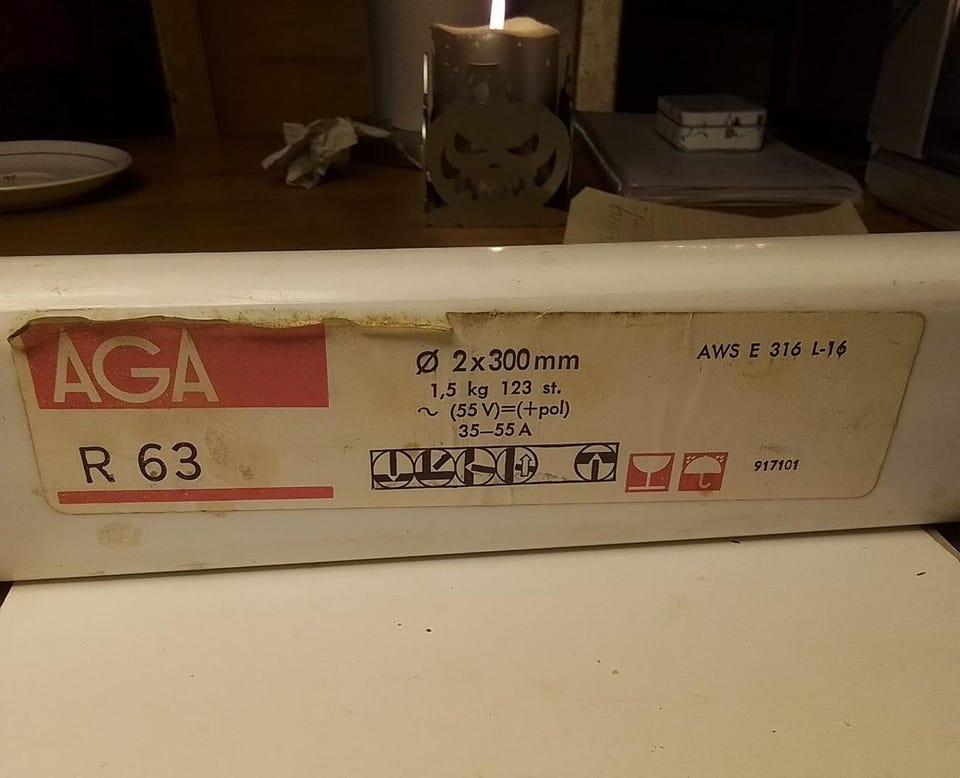 AGA
R 63
Ø 2x300mm
1,5 kg 123 st.
~ (55 V)=(+pol)
35—55 A
AWS E 316 L-16
917101